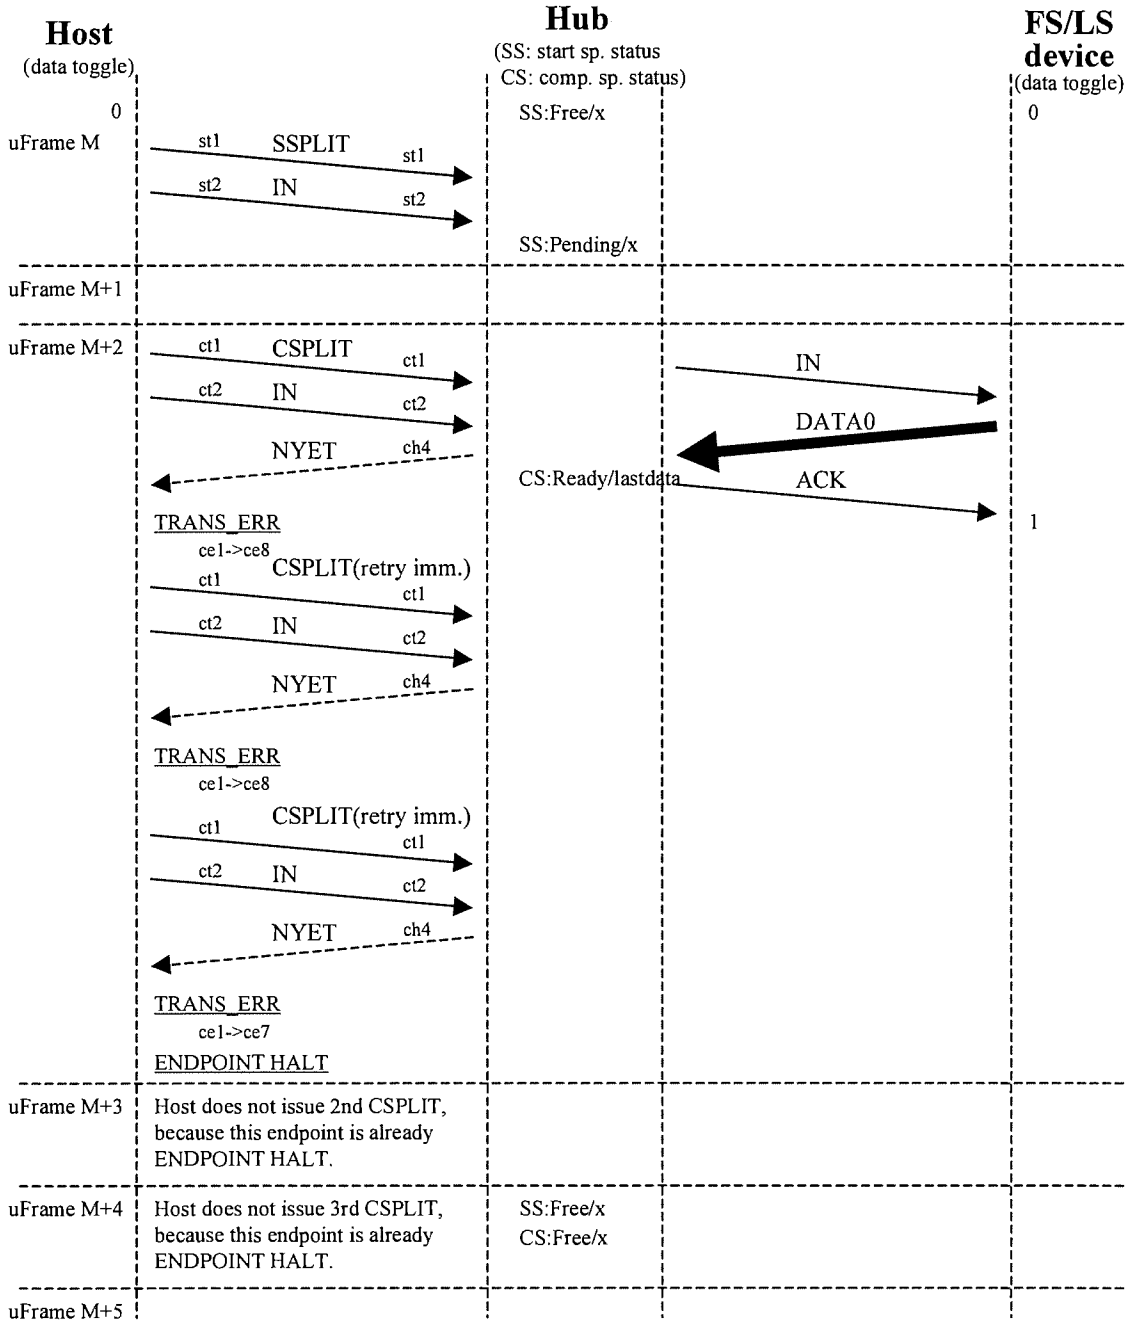 Host
(data toggle)
Hub
(SS: start sp. status
CS: comp. sp. status)
FS/LS
device
(data toggle)
0
SS:Free/x
0
uFrame M
st1 SSPLIT st1
st2 IN st2
SS:Pending/x
uFrame M+1
uFrame M+2
ct1 CSPLIT ct1
IN
ct2 IN ct2
DATA0
NYET ch4
CS:Ready/lastdata
ACK
TRANS_ERR
1
ce1->ce8
CSPLIT(retry imm.)
ct1 ct1
ct2 IN ct2
NYET ch4
TRANS_ERR
ce1->ce8
CSPLIT(retry imm.)
ct1 ct1
ct2 IN ct2
NYET ch4
TRANS_ERR
ce1->ce7
ENDPOINT HALT
uFrame M+3
Host does not issue 2nd CSPLIT,
because this endpoint is already
ENDPOINT HALT.
uFrame M+4
Host does not issue 3rd CSPLIT,
because this endpoint is already
ENDPOINT HALT.
SS:Free/x
CS:Free/x
uFrame M+5